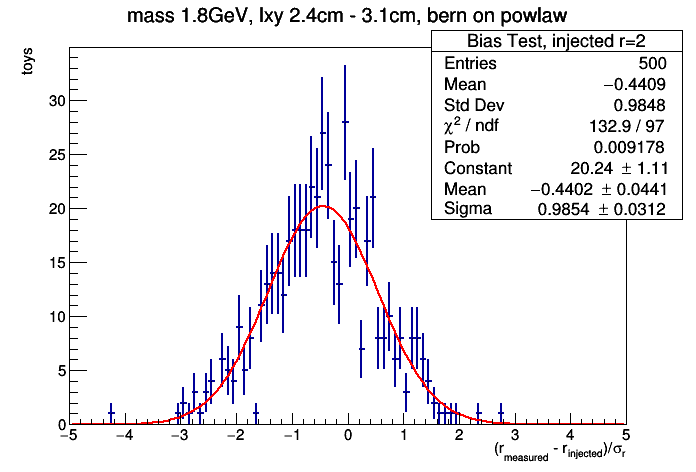 mass 1.8GeV, lxy 2.4cm - 3.1cm, bern on powlaw
Bias Test, injected r=2
Entries 500
Mean −0.4409
Std Dev 0.9848
χ² / ndf 132.9 / 97
Prob 0.009178
Constant 20.24 ± 1.11
Mean −0.4402 ± 0.0441
Sigma 0.9854 ± 0.0312
toys
30
25
20
15
10
5
0
−5 −4 −3 −2 −1 0 1 2 3 4 5
(r_measured - r_injected)/σ_r